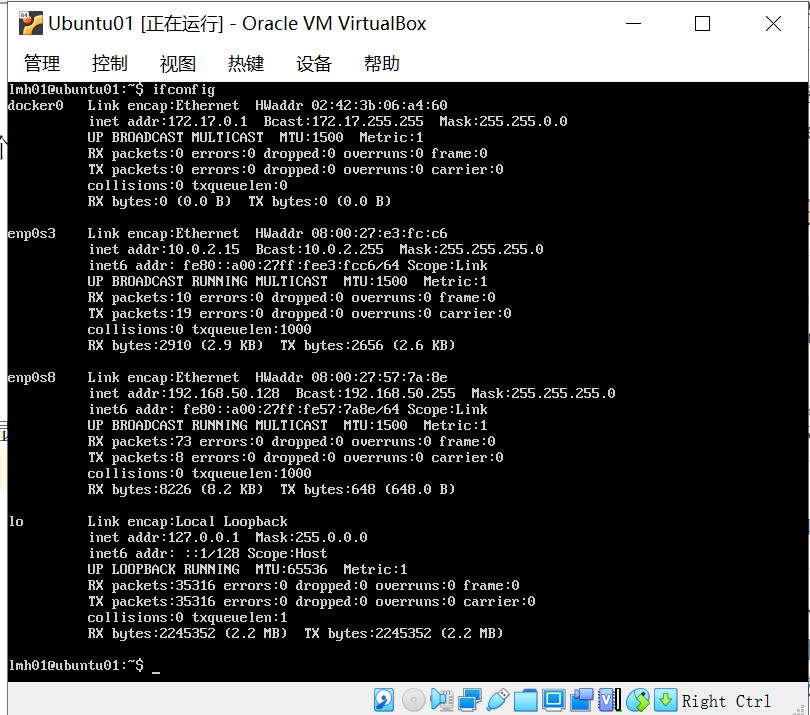 Ubuntu01 [正在运行] - Oracle VM VirtualBox
管理 控制 视图 热键 设备 帮助
lmh01@ubuntu01:~$ ifconfig
docker0 Link encap:Ethernet HWaddr 02:42:3b:06:a4:60
inet addr:172.17.0.1 Bcast:172.17.255.255 Mask:255.255.0.0
UP BROADCAST MULTICAST MTU:1500 Metric:1
RX packets:0 errors:0 dropped:0 overruns:0 frame:0
TX packets:0 errors:0 dropped:0 overruns:0 carrier:0
collisions:0 txqueuelen:0
RX bytes:0 (0.0 B) TX bytes:0 (0.0 B)
enp0s3 Link encap:Ethernet HWaddr 08:00:27:e3:fc:c6
inet addr:10.0.2.15 Bcast:10.0.2.255 Mask:255.255.255.0
inet6 addr: fe80::a00:27ff:fee3:fcc6/64 Scope:Link
UP BROADCAST RUNNING MULTICAST MTU:1500 Metric:1
RX packets:10 errors:0 dropped:0 overruns:0 frame:0
TX packets:19 errors:0 dropped:0 overruns:0 carrier:0
collisions:0 txqueuelen:1000
RX bytes:2910 (2.9 KB) TX bytes:2656 (2.6 KB)
enp0s8 Link encap:Ethernet HWaddr 08:00:27:57:7a:8e
inet addr:192.168.50.128 Bcast:192.168.50.255 Mask:255.255.255.0
inet6 addr: fe80::a00:27ff:fe57:7a8e/64 Scope:Link
UP BROADCAST RUNNING MULTICAST MTU:1500 Metric:1
RX packets:73 errors:0 dropped:0 overruns:0 frame:0
TX packets:8 errors:0 dropped:0 overruns:0 carrier:0
collisions:0 txqueuelen:1000
RX bytes:8226 (8.2 KB) TX bytes:648 (648.0 B)
lo Link encap:Local Loopback
inet addr:127.0.0.1 Mask:255.0.0.0
inet6 addr: ::1/128 Scope:Host
UP LOOPBACK RUNNING MTU:65536 Metric:1
RX packets:35316 errors:0 dropped:0 overruns:0 frame:0
TX packets:35316 errors:0 dropped:0 overruns:0 carrier:0
collisions:0 txqueuelen:1
RX bytes:2245352 (2.2 MB) TX bytes:2245352 (2.2 MB)
lmh01@ubuntu01:~$ _
Right Ctrl